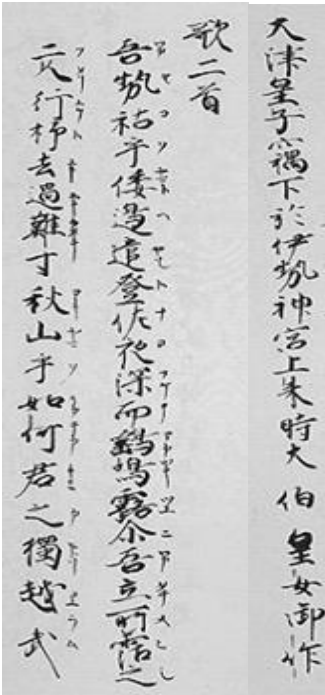 大津皇子竊下於伊勢神宮上来時大伯皇女御作
歌二首
吾勢祜乎倭邊遣登佐夜深而鷄鳴露尓吾立所霑之
二人行杼去過難寸秋山乎如何君之獨越武